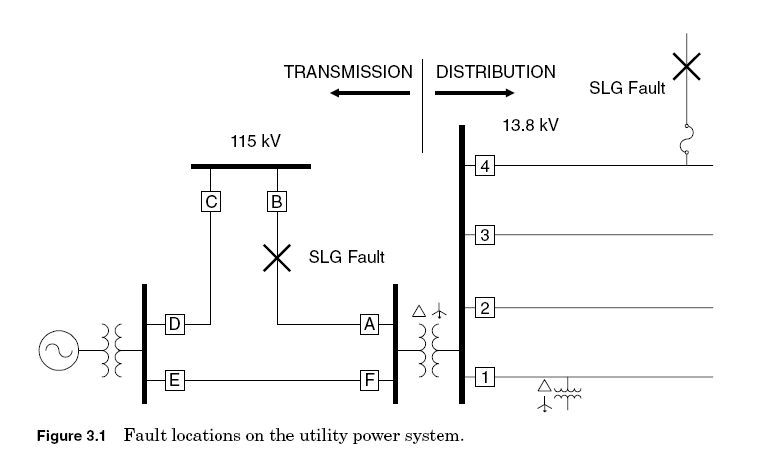 TRANSMISSION DISTRIBUTION
SLG Fault
13.8 kV
115 kV
4
C B
3
SLG Fault
2
D A
1
E F
Figure 3.1 Fault locations on the utility power system.